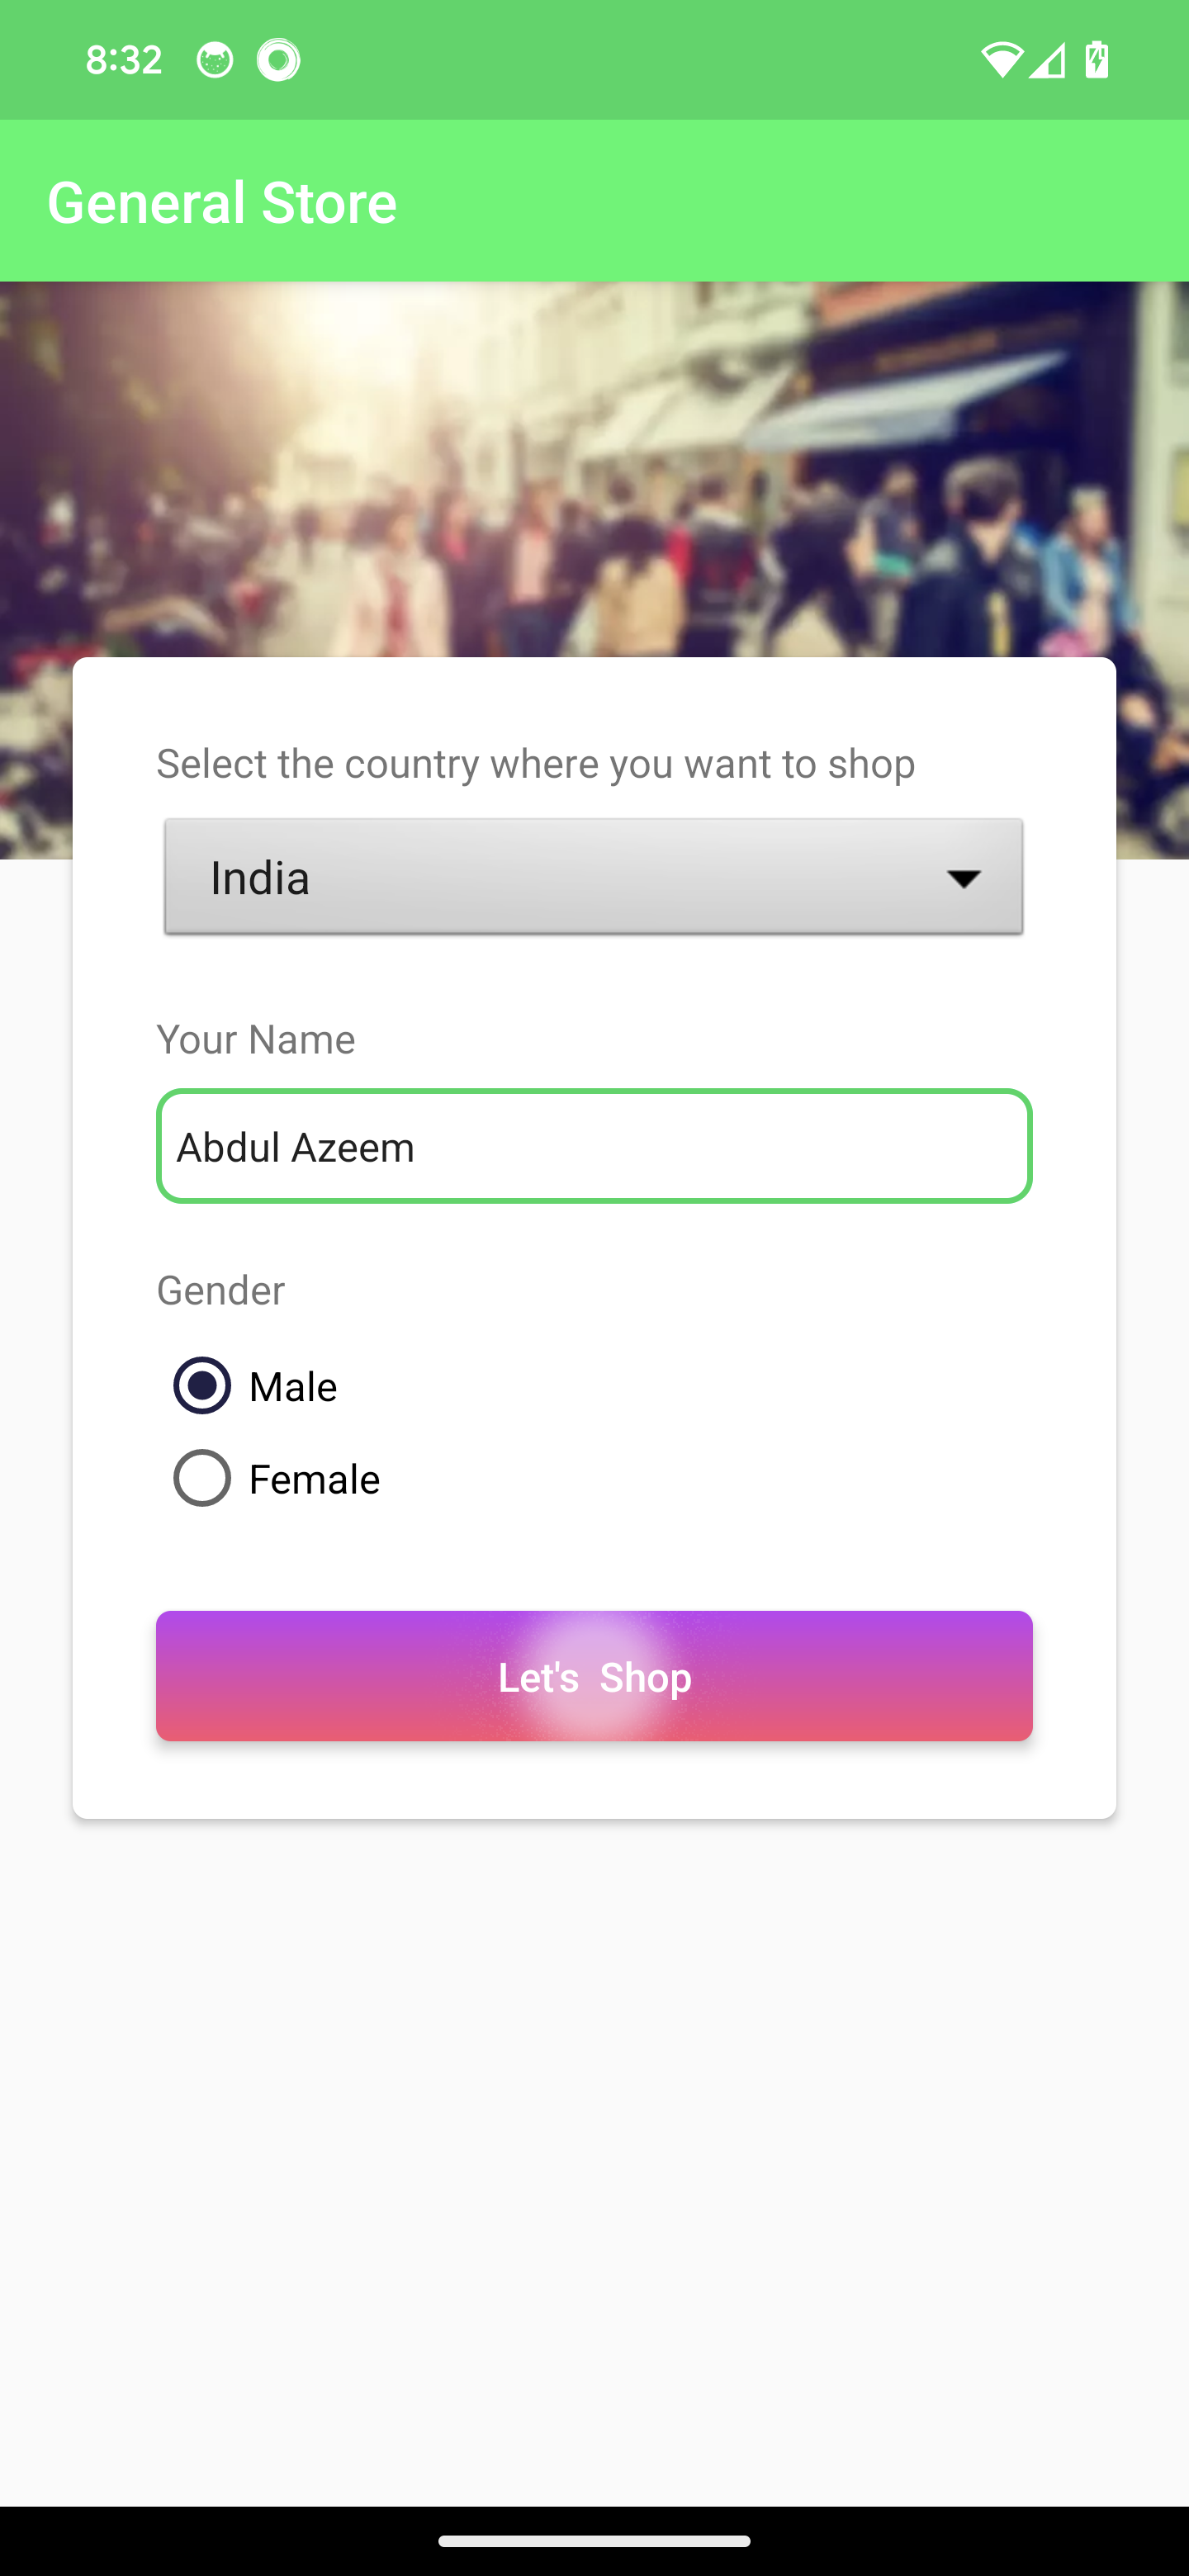 8:32
General Store
Select the country where you want to shop
India
Your Name
Abdul Azeem
Gender
Male
Female
Let's  Shop